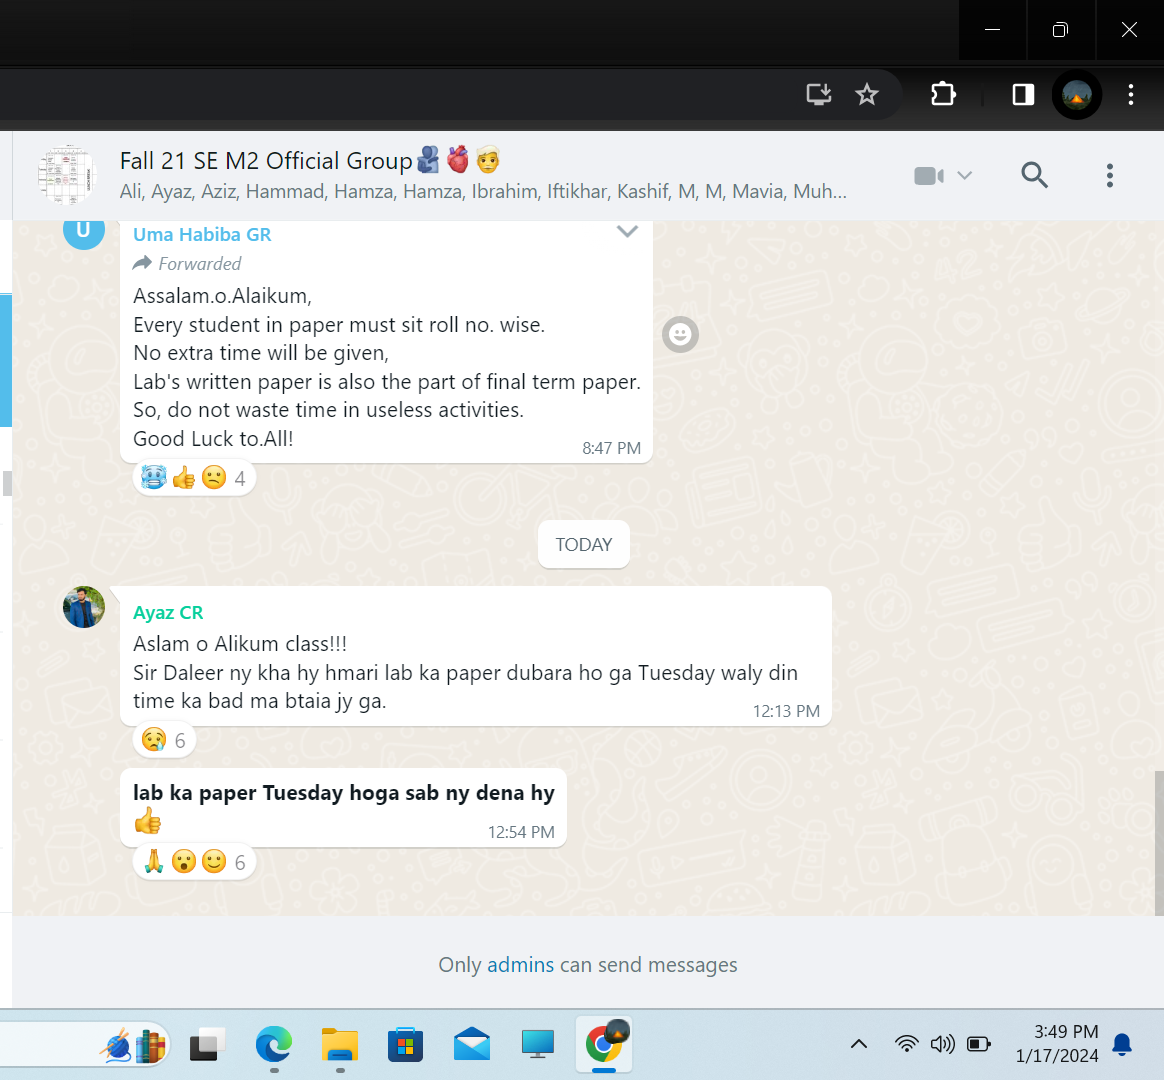 Fall 21 SE M2 Official Group🫂🫀🧑‍🦳
Ali, Ayaz, Aziz, Hammad, Hamza, Hamza, Ibrahim, Iftikhar, Kashif, M, M, Mavia, Muh...
U
Uma Habiba GR
Forwarded
Assalam.o.Alaikum,
Every student in paper must sit roll no. wise.
No extra time will be given,
Lab's written paper is also the part of final term paper.
So, do not waste time in useless activities.
Good Luck to.All!
8:47 PM
🥶👍🙁 4
TODAY
Ayaz CR
Aslam o Alikum class!!!
Sir Daleer ny kha hy hmari lab ka paper dubara ho ga Tuesday waly din
time ka bad ma btaia jy ga.
12:13 PM
😢 6
lab ka paper Tuesday hoga sab ny dena hy
👍
12:54 PM
🙏😮🙂 6
Only admins can send messages
3:49 PM
1/17/2024